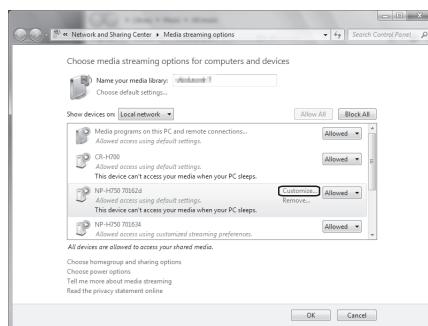 « Network and Sharing Center ▸ Media streaming options
Search Control Panel
Choose media streaming options for computers and devices
Name your media library:
Choose default settings...
Show devices on: Local network
Allow All
Block All
Media programs on this PC and remote connections...
Allowed
Allowed access using default settings.
CR-H700
Allowed
Allowed access using default settings.
This device can't access your media when your PC sleeps.
NP-H750 70162d
Customize...
Allowed
Allowed access using default settings.
Remove...
This device can't access your media when your PC sleeps.
NP-H750 701634
Allowed
Allowed access using customized streaming preferences.
All devices are allowed to access your shared media.
Choose homegroup and sharing options
Choose power options
Tell me more about media streaming
Read the privacy statement online
OK
Cancel